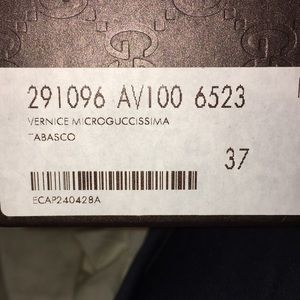 291096 AV100 6523
VERNICE MICROGUCCISSIMA
TABASCO
37
ECAP240428A